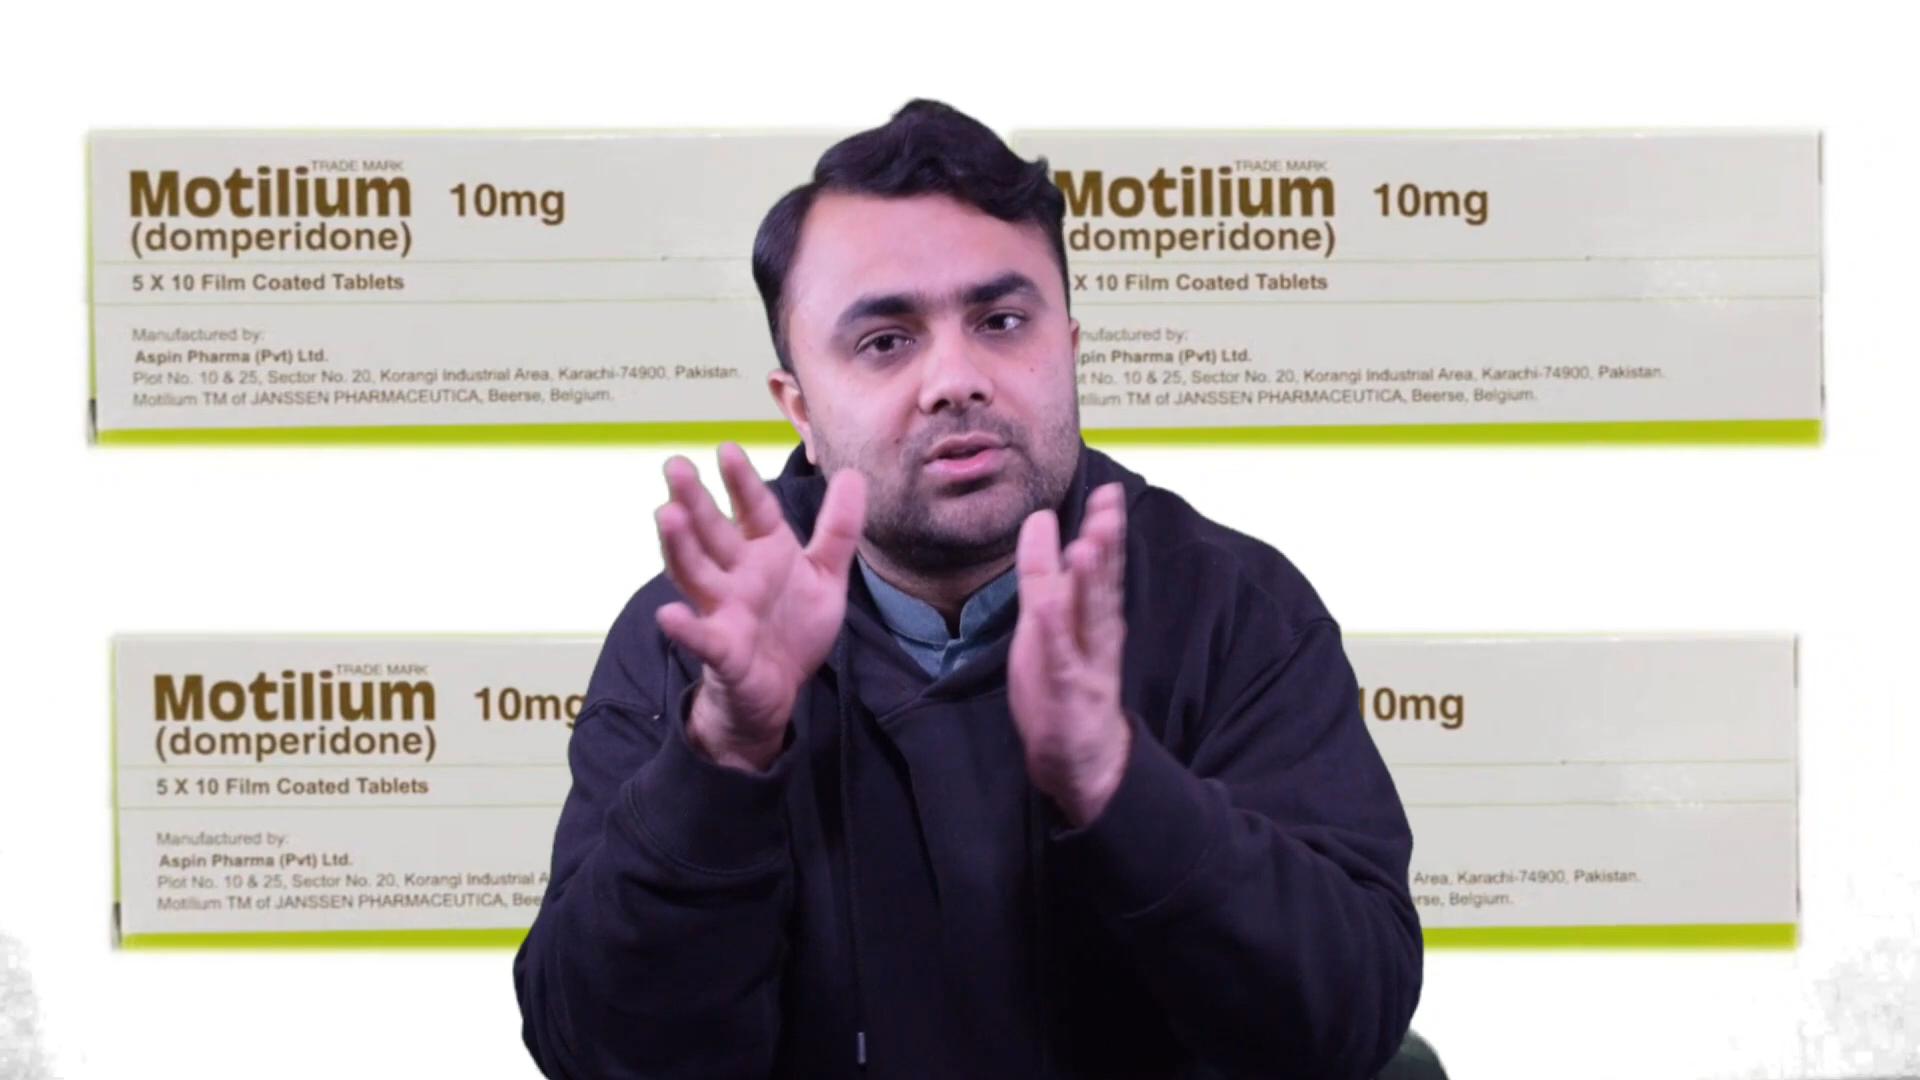 TRADE MARK
Motilium 10mg
(domperidone)
5 X 10 Film Coated Tablets
Manufactured by:
Aspin Pharma (Pvt) Ltd.
Plot No. 10 & 25, Sector No. 20, Korangi Industrial Area, Karachi-74900, Pakistan.
Motilium TM of JANSSEN PHARMACEUTICA, Beerse, Belgium.
TRADE MARK
Motilium 10mg
domperidone)
X 10 Film Coated Tablets
nufactured by:
pin Pharma (Pvt) Ltd.
No. 10 & 25, Sector No. 20, Korangi Industrial Area, Karachi-74900, Pakistan.
tilium TM of JANSSEN PHARMACEUTICA, Beerse, Belgium.
TRADE MARK
Motilium 10mg
(domperidone)
5 X 10 Film Coated Tablets
Manufactured by:
Aspin Pharma (Pvt) Ltd.
Plot No. 10 & 25, Sector No. 20, Korangi Industrial A
Motilium TM of JANSSEN PHARMACEUTICA, Bee
10mg
Area, Karachi-74900, Pakistan.
rse, Belgium.